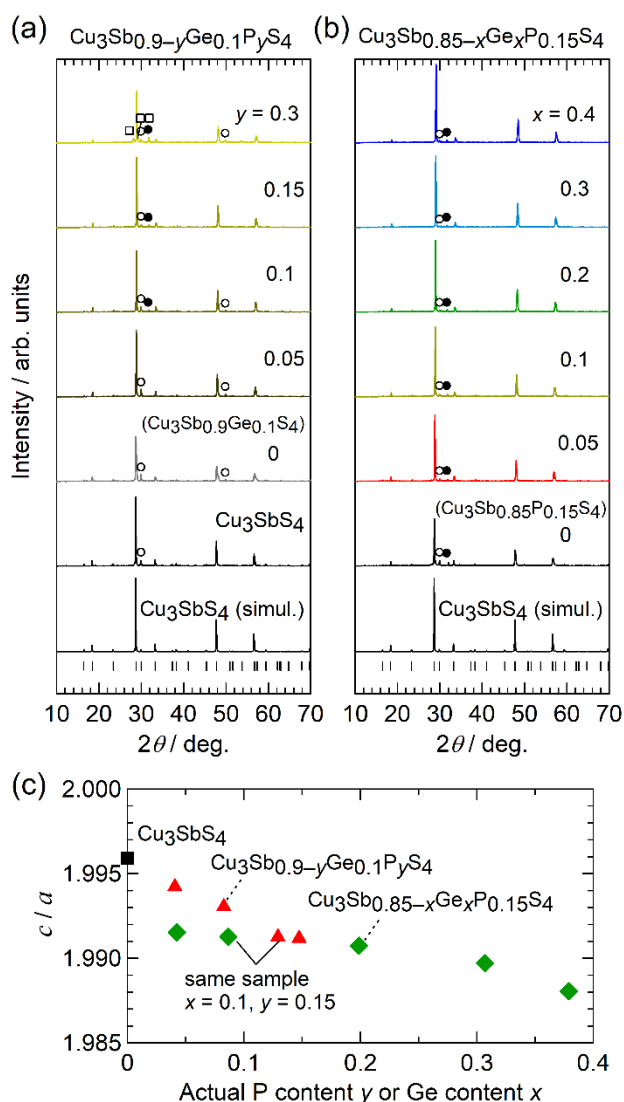 (a) Cu3Sb0.9–yGe0.1PyS4
y = 0.3
0.15
0.1
0.05
(Cu3Sb0.9Ge0.1S4)
0
Cu3SbS4
Cu3SbS4 (simul.)
10 20 30 40 50 60 70
2θ / deg.
Intensity / arb. units
(b) Cu3Sb0.85–xGexP0.15S4
x = 0.4
0.3
0.2
0.1
0.05
(Cu3Sb0.85P0.15S4)
0
Cu3SbS4 (simul.)
10 20 30 40 50 60 70
2θ / deg.
(c)
2.000
1.995
1.990
1.985
c / a
Cu3SbS4
Cu3Sb0.9–yGe0.1PyS4
Cu3Sb0.85–xGexP0.15S4
same sample
x = 0.1, y = 0.15
0 0.1 0.2 0.3 0.4
Actual P content y or Ge content x